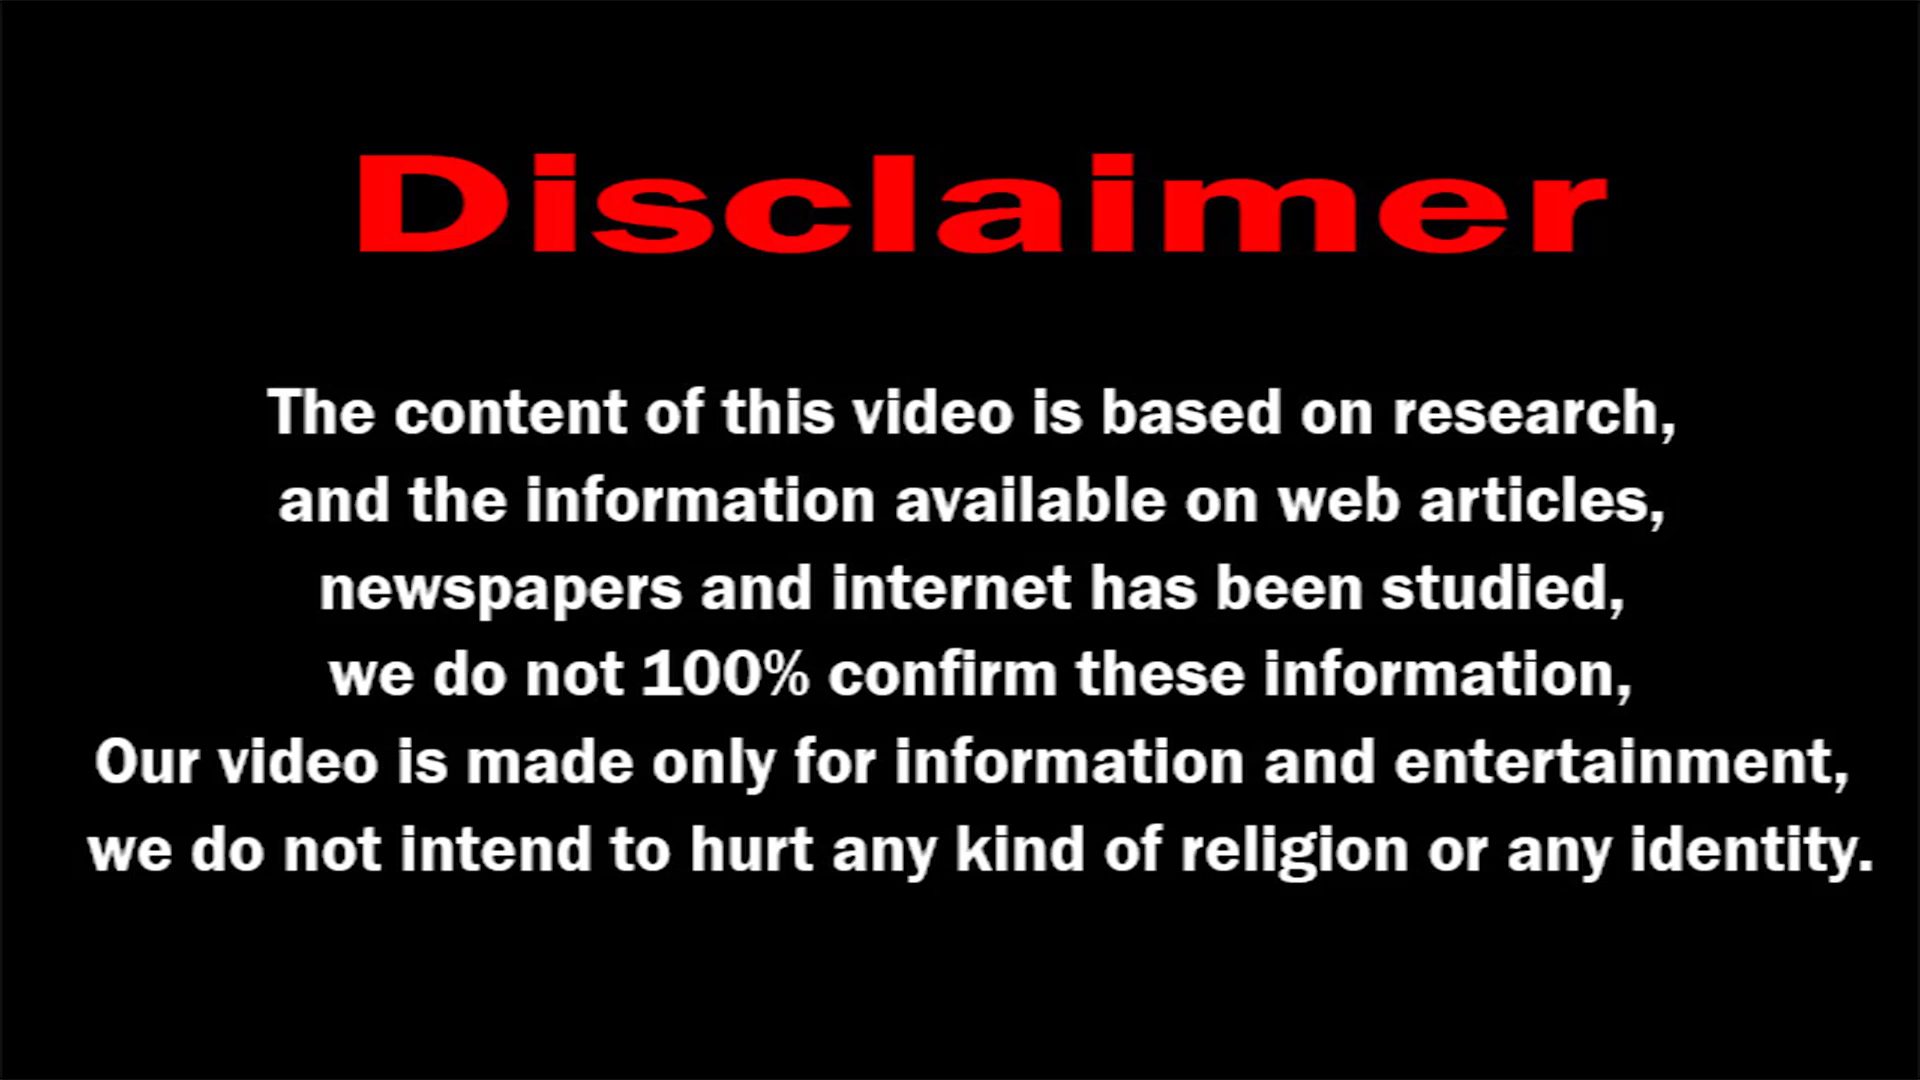 Disclaimer
The content of this video is based on research,
and the information available on web articles,
newspapers and internet has been studied,
we do not 100% confirm these information,
Our video is made only for information and entertainment,
we do not intend to hurt any kind of religion or any identity.